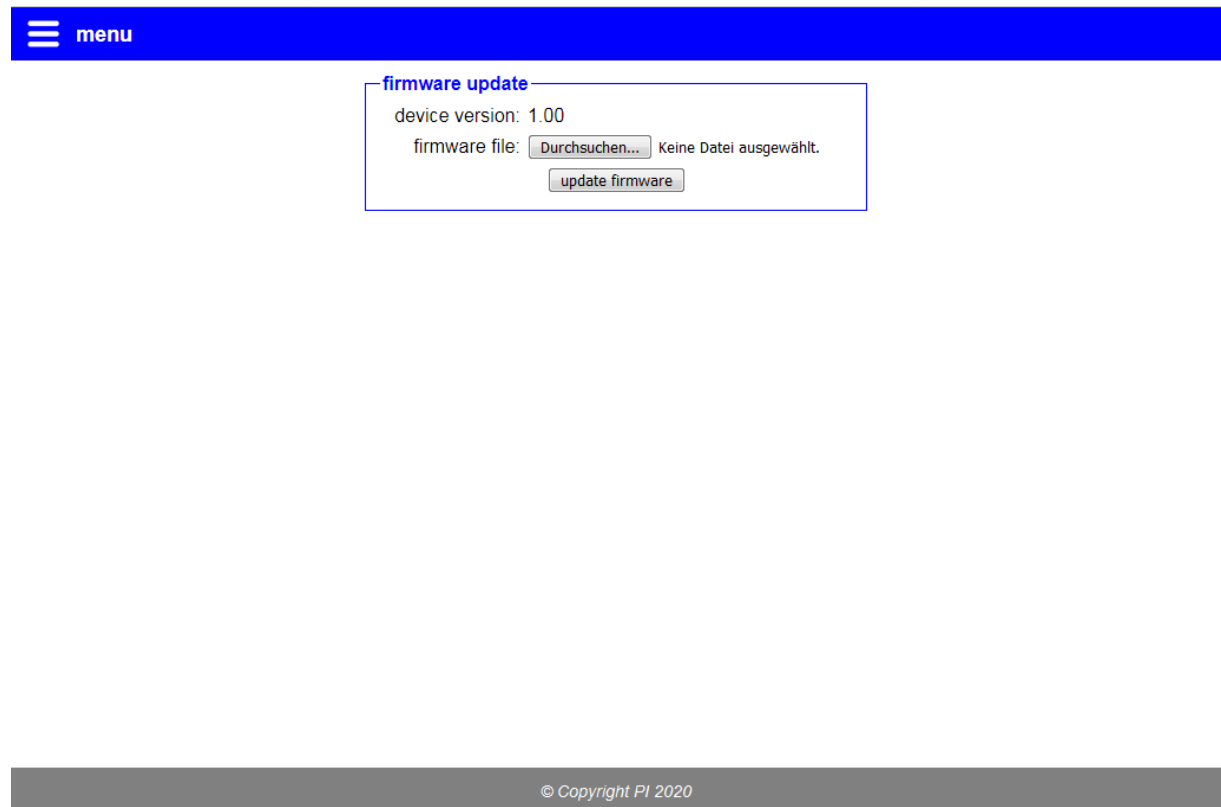 menu
firmware update
device version: 1.00
firmware file: Durchsuchen... Keine Datei ausgewählt.
update firmware
© Copyright PI 2020